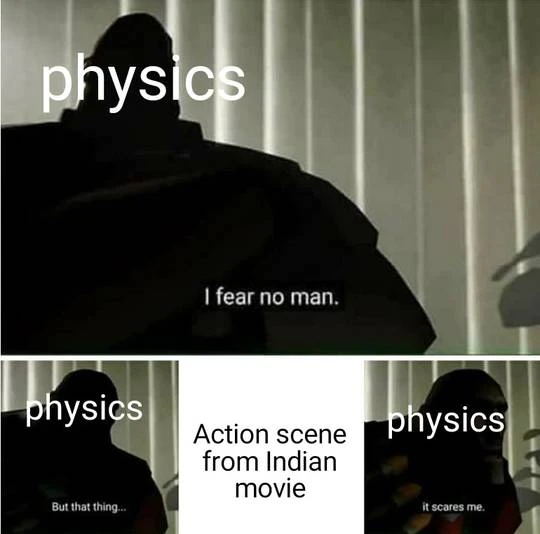 physics
I fear no man.
physics
But that thing...
Action scene
from Indian
movie
physics
it scares me.